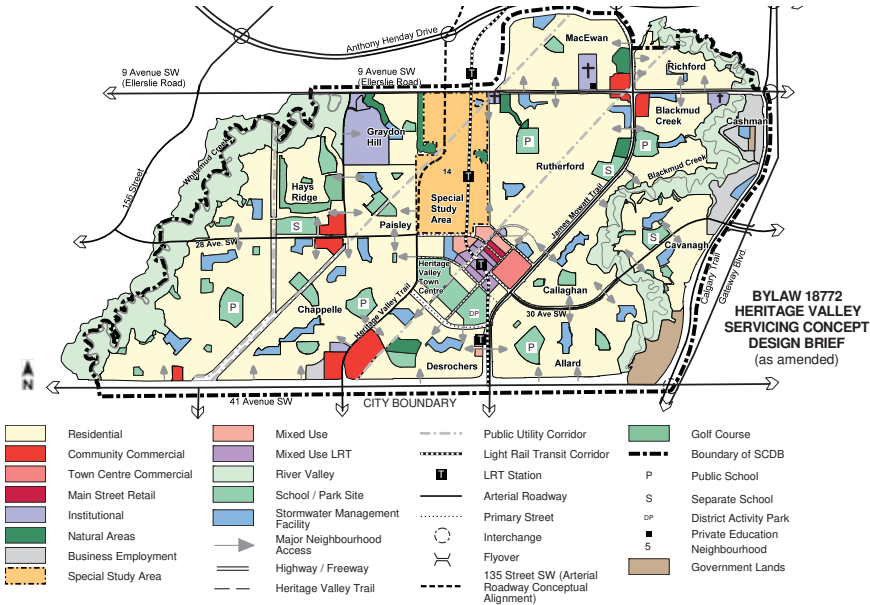 Anthony Henday Drive
MacEwan
9 Avenue SW
(Ellerslie Road)
9 Avenue SW
(Ellerslie Road)
T
Richford
Graydon
Hill
Blackmud
Creek
Cashman
Whitemud Creek
156 Street
P
P
Rutherford
S
Blackmud Creek
14
T
Hays
Ridge
Special
Study
Area
James Mowatt Trail
S
Paisley
28 Ave. SW
S
Cavanagh
Heritage
Valley
Town
Centre
T
Calgary Trail
Gateway Blvd.
Callaghan
Heritage Valley Trail
P
Chappelle
P
DP
30 Ave SW
T
P
Desrochers
Allard
BYLAW 18772
HERITAGE VALLEY
SERVICING CONCEPT
DESIGN BRIEF
(as amended)
N
41 Avenue SW
CITY BOUNDARY
Residential
Community Commercial
Town Centre Commercial
Main Street Retail
Institutional
Natural Areas
Business Employment
Special Study Area
Mixed Use
Mixed Use LRT
River Valley
School / Park Site
Stormwater Management
Facility
Major Neighbourhood
Access
Highway / Freeway
Heritage Valley Trail
Public Utility Corridor
Light Rail Transit Corridor
T LRT Station
Arterial Roadway
Primary Street
Interchange
Flyover
135 Street SW (Arterial
Roadway Conceptual
Alignment)
Golf Course
Boundary of SCDB
P Public School
S Separate School
DP District Activity Park
Private Education
5 Neighbourhood
Government Lands